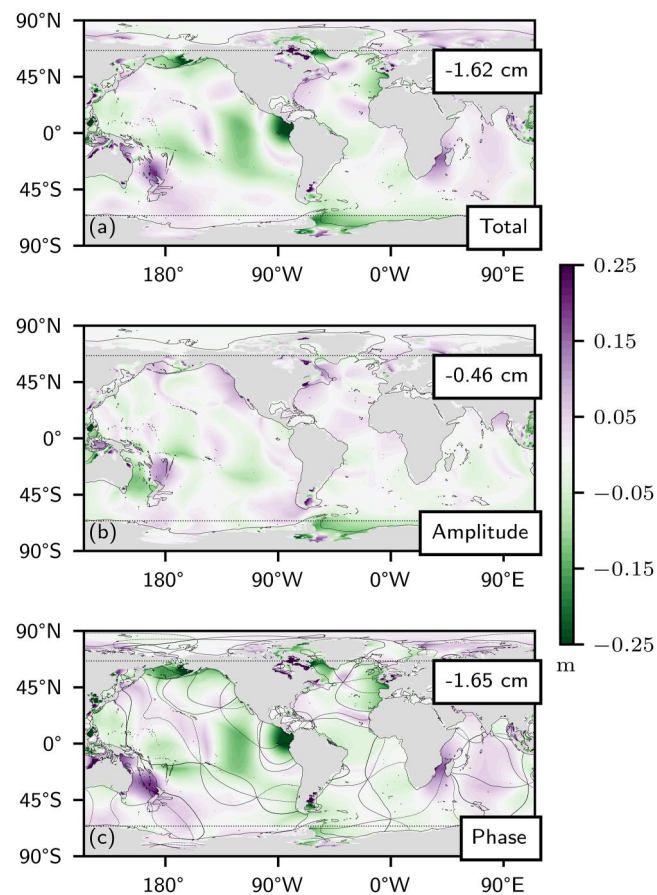 90°N
45°N
0°
45°S
90°S
-1.62 cm
(a)
Total
180°
90°W
0°W
90°E
90°N
45°N
0°
45°S
90°S
-0.46 cm
(b)
Amplitude
180°
90°W
0°W
90°E
90°N
45°N
0°
45°S
90°S
-1.65 cm
(c)
Phase
180°
90°W
0°W
90°E
0.25
0.15
0.05
−0.05
−0.15
−0.25
m